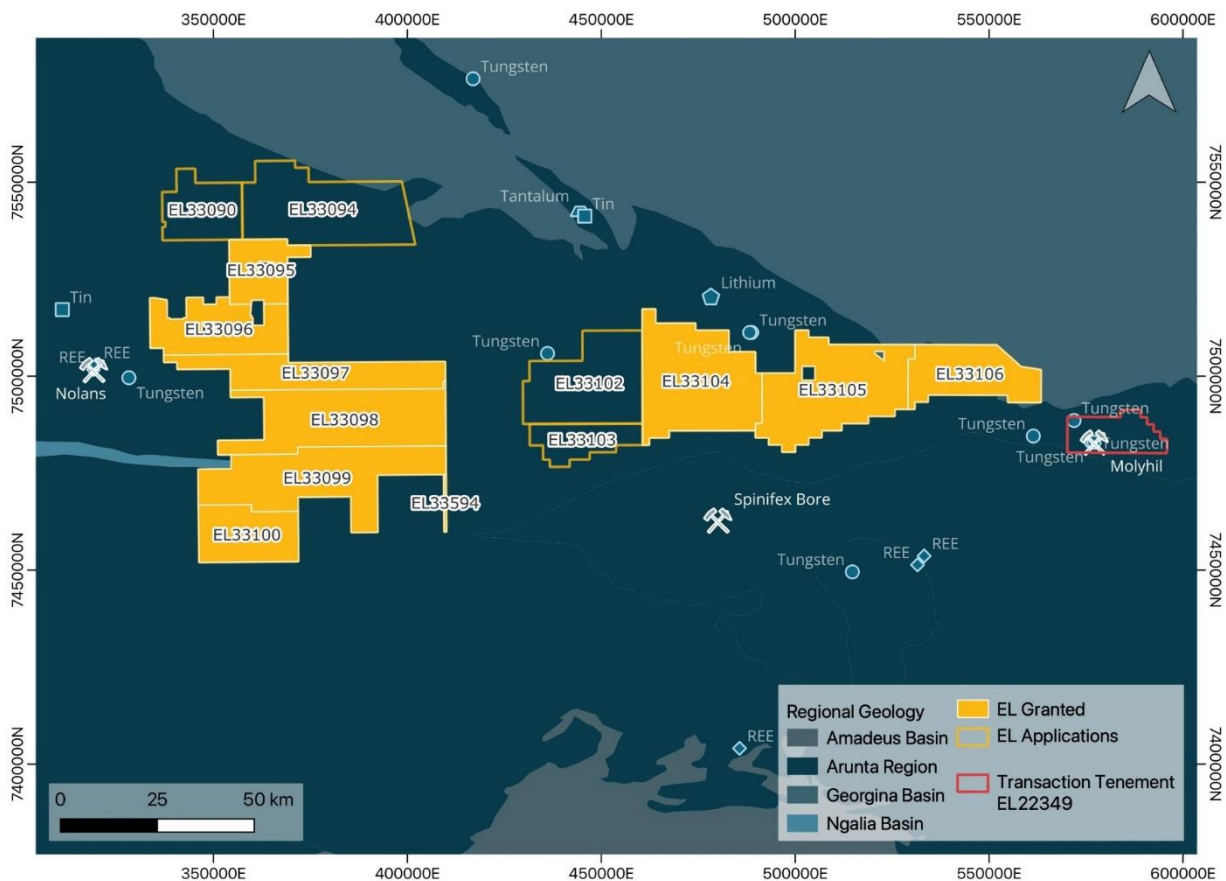 350000E 400000E 450000E 500000E 550000E 600000E
Tungsten
7550000N
7550000N
EL33090
EL33094
Tantalum
Tin
EL33095
Lithium
Tin
EL33096
Tungsten
Tungsten
Tungsten
REE
REE
Nolans
Tungsten
7500000N
7500000N
EL33097
EL33102
EL33104
EL33105
EL33106
EL33098
EL33103
Tungsten
Tungsten
Tungsten
Tungsten
Molyhil
EL33099
EL33594
Spinifex Bore
EL33100
REE
REE
Tungsten
7450000N
7450000N
Regional Geology
Amadeus Basin
Arunta Region
Georgina Basin
Ngalia Basin
EL Granted
EL Applications
Transaction Tenement
EL22349
REE
7400000N
7400000N
0 25 50 km
350000E 400000E 450000E 500000E 550000E 600000E